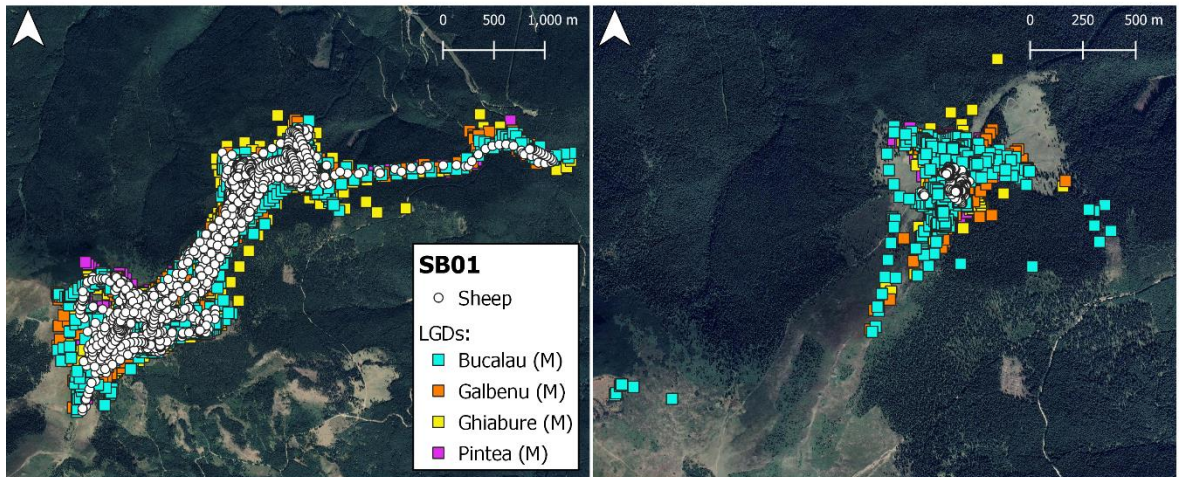 0 500 1,000 m
SB01
Sheep
LGDs:
Bucalau (M)
Galbenu (M)
Ghiabure (M)
Pintea (M)
0 250 500 m